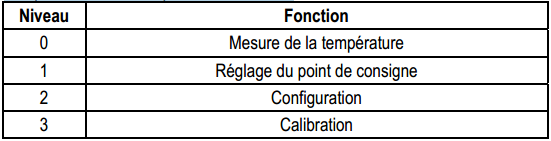 Niveau Fonction
0 Mesure de la température
1 Réglage du point de consigne
2 Configuration
3 Calibration